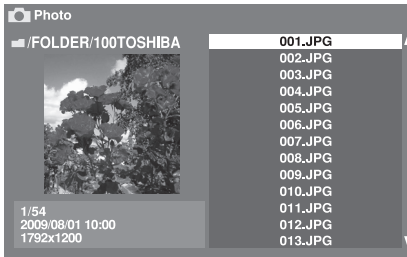 Photo
/FOLDER/100TOSHIBA
1/54
2009/08/01 10:00
1792x1200
001.JPG
002.JPG
003.JPG
004.JPG
005.JPG
006.JPG
007.JPG
008.JPG
009.JPG
010.JPG
011.JPG
012.JPG
013.JPG